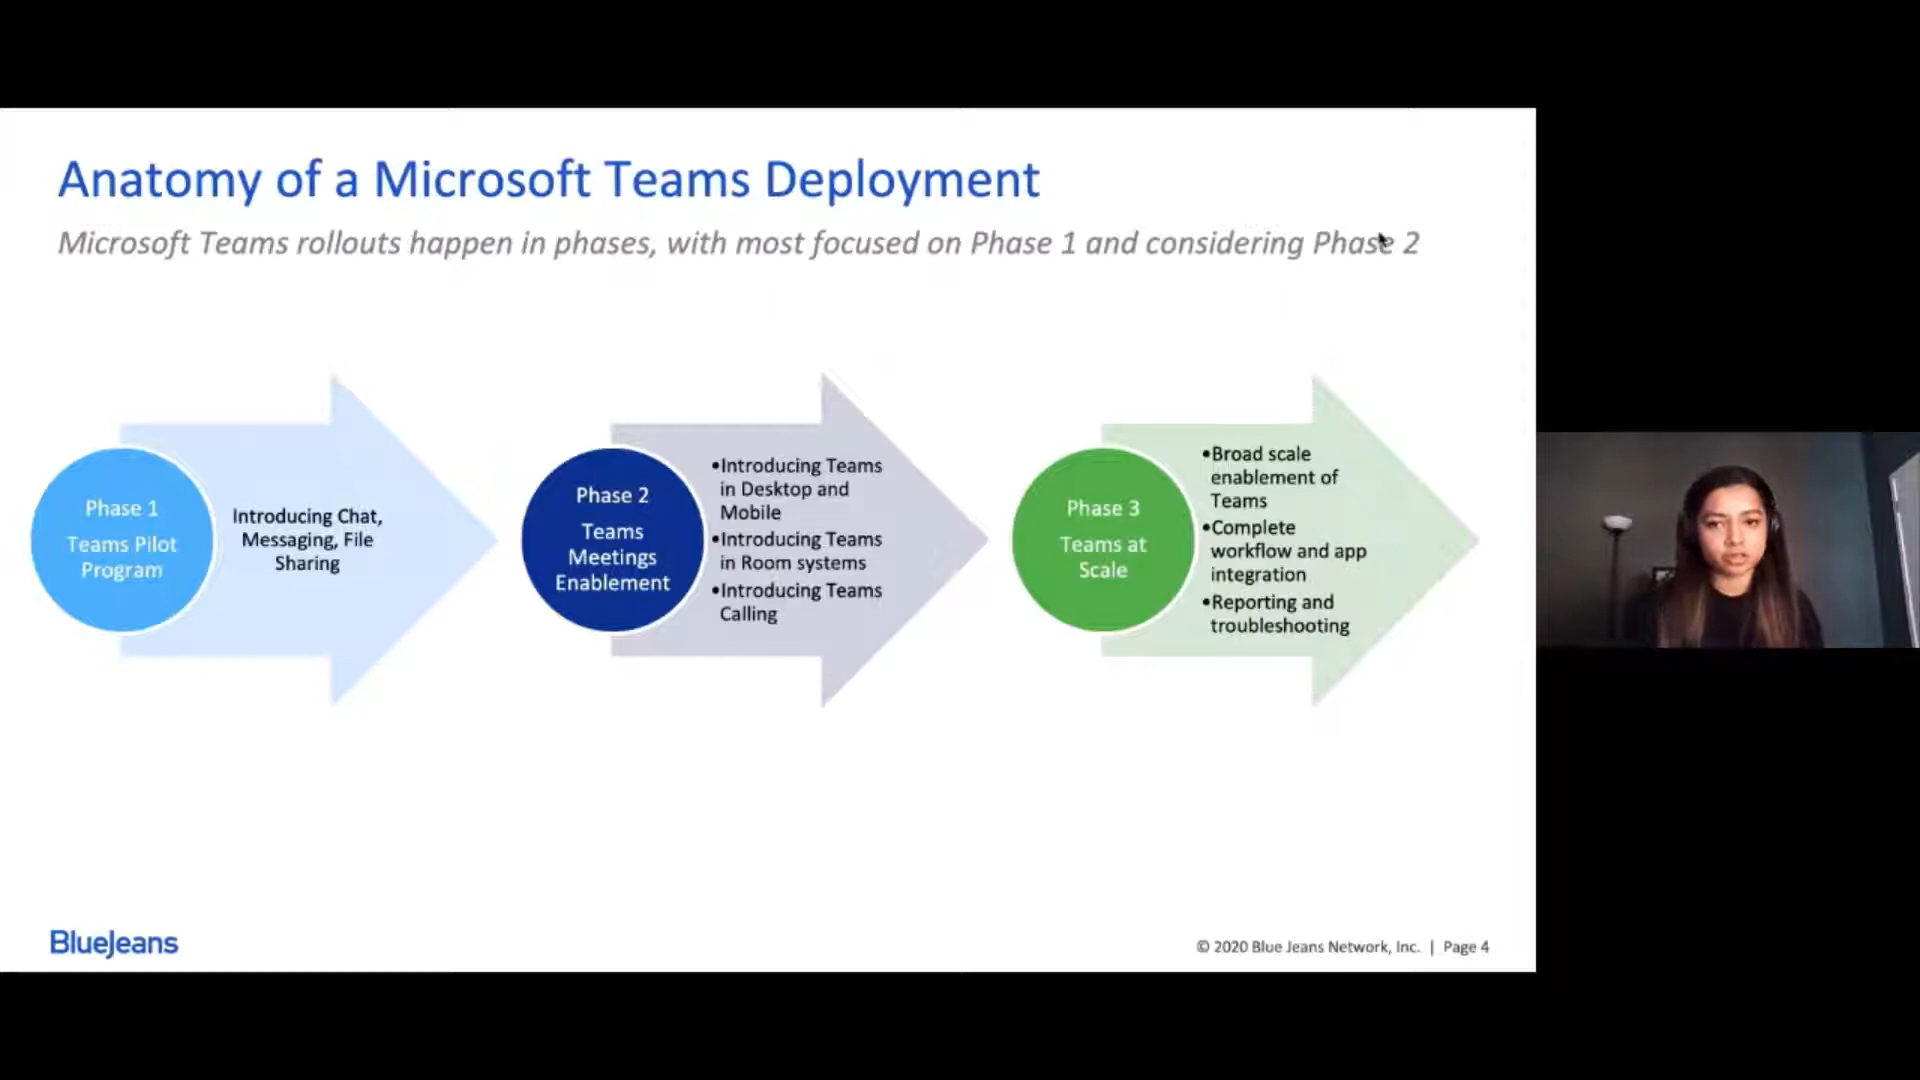 Anatomy of a Microsoft Teams Deployment
Microsoft Teams rollouts happen in phases, with most focused on Phase 1 and considering Phase 2
Phase 1
Teams Pilot
Program
Introducing Chat,
Messaging, File
Sharing
Phase 2
Teams
Meetings
Enablement
•Introducing Teams
in Desktop and
Mobile
•Introducing Teams
in Room systems
•Introducing Teams
Calling
Phase 3
Teams at
Scale
•Broad scale
enablement of
Teams
•Complete
workflow and app
integration
•Reporting and
troubleshooting
BlueJeans
© 2020 Blue Jeans Network, Inc. | Page 4